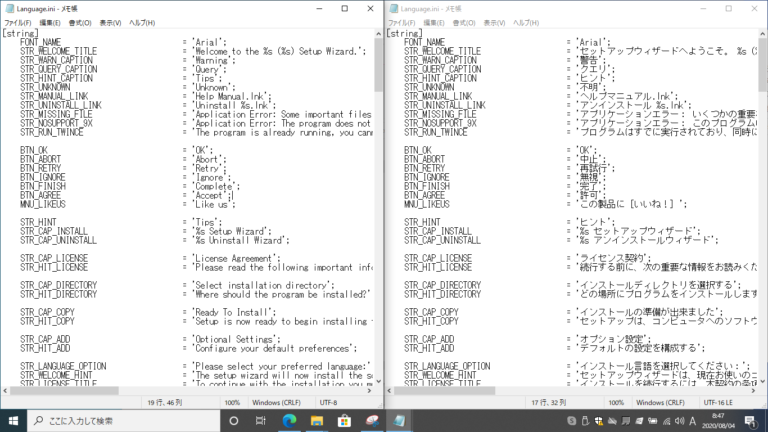 Language.ini - メモ帳
ファイル(F) 編集(E) 書式(O) 表示(V) ヘルプ(H)
[string]
FONT_NAME = 'Arial';
STR_WELCOME_TITLE = 'Welcome to the %s (%s) Setup Wizard.';
STR_WARN_CAPTION = 'Warning';
STR_QUERY_CAPTION = 'Query';
STR_HINT_CAPTION = 'Tips';
STR_UNKNOWN = 'Unknown';
STR_MANUAL_LINK = 'Help Manual.lnk';
STR_UNINSTALL_LINK = 'Uninstall %s.lnk';
STR_MISSING_FILE = 'Application Error: Some important files
STR_NOSUPPORT_9X = 'Application Error: The program does not
STR_RUN_TWINCE = 'The program is already running, you cann
BTN_OK = 'OK';
BTN_ABORT = 'Abort';
BTN_RETRY = 'Retry';
BTN_IGNORE = 'Ignore';
BTN_FINISH = 'Complete';
BTN_AGREE = 'Accept';
MNU_LIKEUS = 'Like us';
STR_HINT = 'Tips';
STR_CAP_INSTALL = '%s Setup Wizard';
STR_CAP_UNINSTALL = '%s Uninstall Wizard';
STR_CAP_LICENSE = 'License Agreement';
STR_HIT_LICENSE = 'Please read the following important inf
STR_CAP_DIRECTORY = 'Select installation directory';
STR_HIT_DIRECTORY = 'Where should the program be installed?'
STR_CAP_COPY = 'Ready To Install';
STR_HIT_COPY = 'Setup is now ready to begin installing
STR_CAP_ADD = 'Optional Settings';
STR_HIT_ADD = 'Configure your default preferences';
STR_LANGUAGE_OPTION = 'Please select your preferred language:'
STR_WELCOME_HINT = 'The setup wizard will now install the so
STR_LICENSE_TITLE = 'To continue with the installation you m
19 行、46 列 100% Windows (CRLF) UTF-8
Language.ini - メモ帳
ファイル(F) 編集(E) 書式(O) 表示(V) ヘルプ(H)
[string]
FONT_NAME = 'Arial';
STR_WELCOME_TITLE = 'セットアップウィザードへようこそ。 %s (%
STR_WARN_CAPTION = '警告';
STR_QUERY_CAPTION = 'クエリ';
STR_HINT_CAPTION = 'ヒント';
STR_UNKNOWN = '不明';
STR_MANUAL_LINK = 'ヘルプマニュアル.lnk';
STR_UNINSTALL_LINK = 'アンインストール %s.lnk';
STR_MISSING_FILE = 'アプリケーションエラー： いくつかの重要
STR_NOSUPPORT_9X = 'アプリケーションエラー： このプログラム
STR_RUN_TWINCE = 'プログラムはすでに実行されており、同時に
BTN_OK = 'OK';
BTN_ABORT = '中止';
BTN_RETRY = '再試行';
BTN_IGNORE = '無視';
BTN_FINISH = '完了';
BTN_AGREE = '許可';
MNU_LIKEUS = 'この製品に [いいね！]';
STR_HINT = 'ヒント';
STR_CAP_INSTALL = '%s セットアップウィザード';
STR_CAP_UNINSTALL = '%s アンインストールウィザード';
STR_CAP_LICENSE = 'ライセンス契約';
STR_HIT_LICENSE = '続行する前に、次の重要な情報をお読みくだ
STR_CAP_DIRECTORY = 'インストールディレクトリを選択する';
STR_HIT_DIRECTORY = 'どの場所にプログラムをインストールします
STR_CAP_COPY = 'インストールの準備が出来ました';
STR_HIT_COPY = 'セットアップは、コンピュータへのソフトウ
STR_CAP_ADD = 'オプション設定';
STR_HIT_ADD = 'デフォルトの設定を構成する';
STR_LANGUAGE_OPTION = 'インストール言語を選択してください：';
STR_WELCOME_HINT = 'セットアップウィザードは、現在お使いのコ
STR_LICENSE_TITLE = 'インストールを続行するには、本契約の条項
17 行、32 列 100% Windows (CRLF) UTF-16 LE
ここに入力して検索
A
8:47
2020/08/04